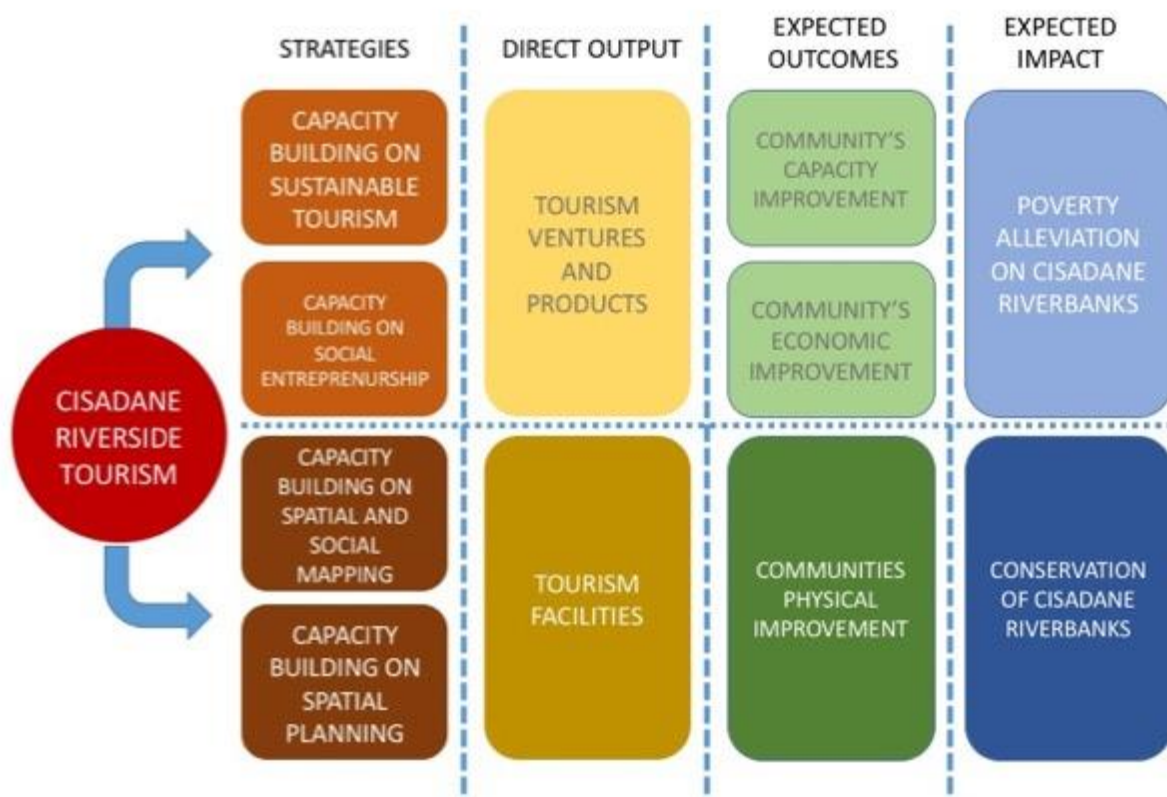 STRATEGIES
DIRECT OUTPUT
EXPECTED
OUTCOMES
EXPECTED
IMPACT
CISADANE
RIVERSIDE
TOURISM
CAPACITY
BUILDING ON
SUSTAINABLE
TOURISM
CAPACITY
BUILDING ON
SOCIAL
ENTREPRENURSHIP
TOURISM
VENTURES
AND
PRODUCTS
COMMUNITY'S
CAPACITY
IMPROVEMENT
COMMUNITY'S
ECONOMIC
IMPROVEMENT
POVERTY
ALLEVIATION
ON CISADANE
RIVERBANKS
CAPACITY
BUILDING ON
SPATIAL AND
SOCIAL
MAPPING
CAPACITY
BUILDING ON
SPATIAL
PLANNING
TOURISM
FACILITIES
COMMUNITIES
PHYSICAL
IMPROVEMENT
CONSERVATION
OF CISADANE
RIVERBANKS